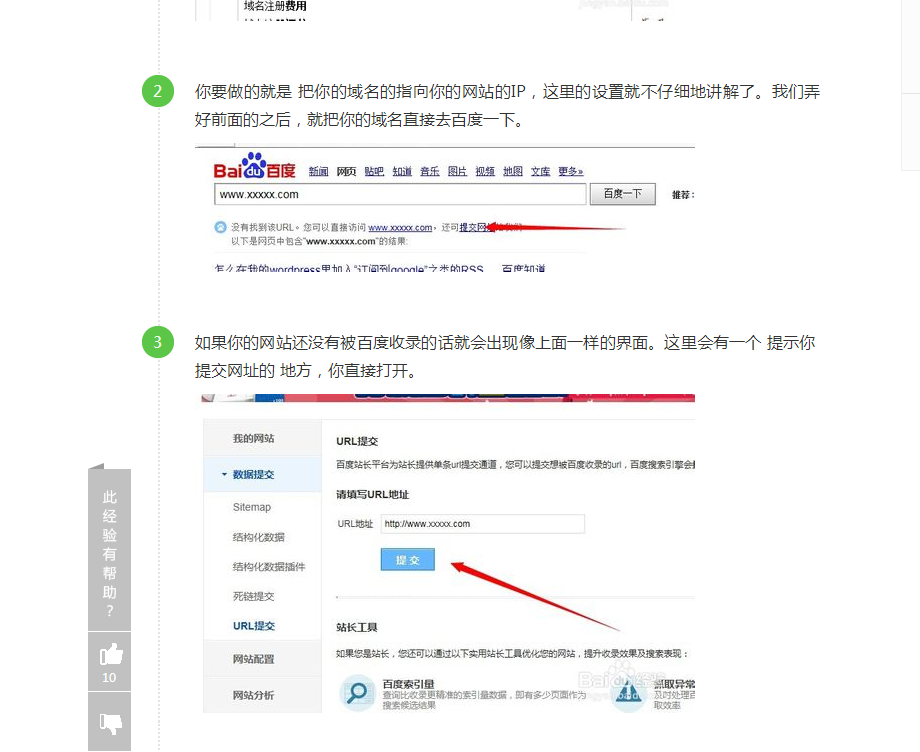 域名注册费用
2
你要做的就是 把你的域名的指向你的网站的IP，这里的设置就不仔细地讲解了。我们弄
好前面的之后，就把你的域名直接去百度一下。
Bai du 百度 新闻 网页 贴吧 知道 音乐 图片 视频 地图 文库 更多»
www.xxxxx.com 百度一下 推荐：
没有找到该URL。您可以直接访问 www.xxxxx.com，还可提交网
以下是网页中包含"www.xxxxx.com"的结果:
怎么在我的wordpress里加入“订阅到google”之类的RSS 百度知道
3
如果你的网站还没有被百度收录的话就会出现像上面一样的界面。这里会有一个 提示你
提交网址的 地方，你直接打开。
我的网站
数据提交
Sitemap
结构化数据
结构化数据插件
死链提交
URL提交
网站配置
网站分析
URL提交
百度站长平台为站长提供单条url提交通道，您可以提交想被百度收录的url，百度搜索引擎会
请填写URL地址
URL地址 http://www.xxxxx.com
提 交
站长工具
如果您是站长，您还可以通过以下实用站长工具优化您的网站，提升收录效果及搜索表现：
百度索引量
查询比收录更精准的索引量数据，即有多少页面作为
搜索候选结果
抓取异常
及时处理百
取效率
Bai 经验
此
经
验
有
帮
助
?
10